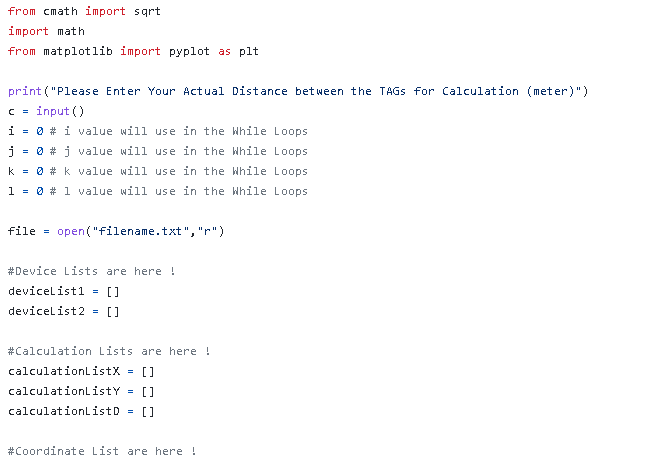 from cmath import sqrt
import math
from matplotlib import pyplot as plt
print("Please Enter Your Actual Distance between the TAGs for Calculation (meter)")
c = input()
i = 0 # i value will use in the While Loops
j = 0 # j value will use in the While Loops
k = 0 # k value will use in the While Loops
l = 0 # l value will use in the While Loops
file = open("filename.txt","r")
#Device Lists are here !
deviceList1 = []
deviceList2 = []
#Calculation Lists are here !
calculationListX = []
calculationListY = []
calculationListD = []
#Coordinate List are here !